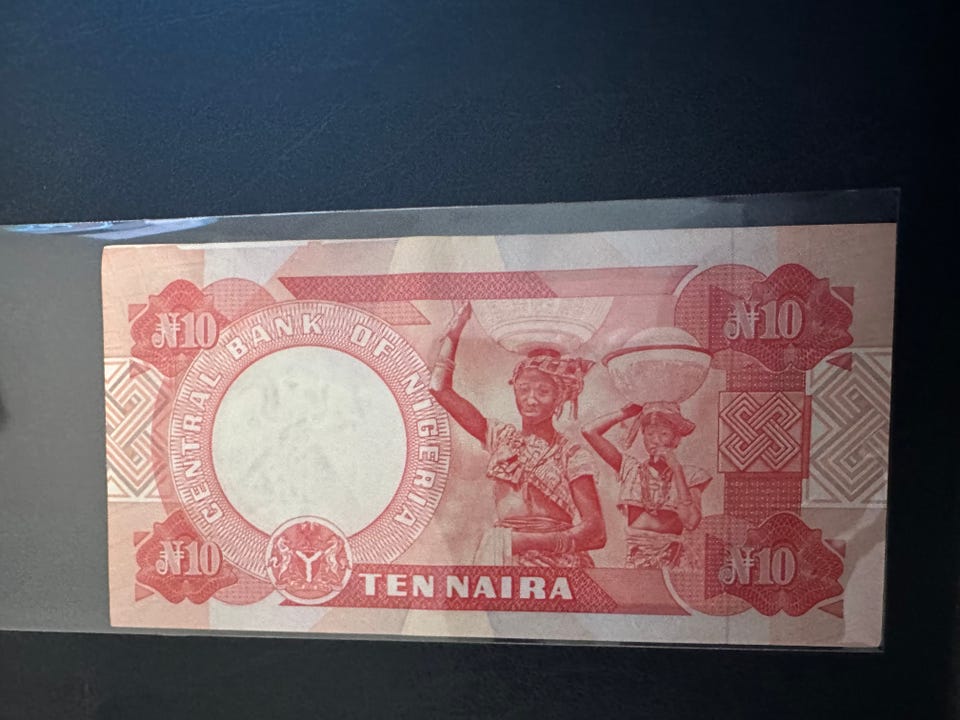 ₦10
CENTRAL BANK OF NIGERIA
₦10
₦10
TEN NAIRA
₦10